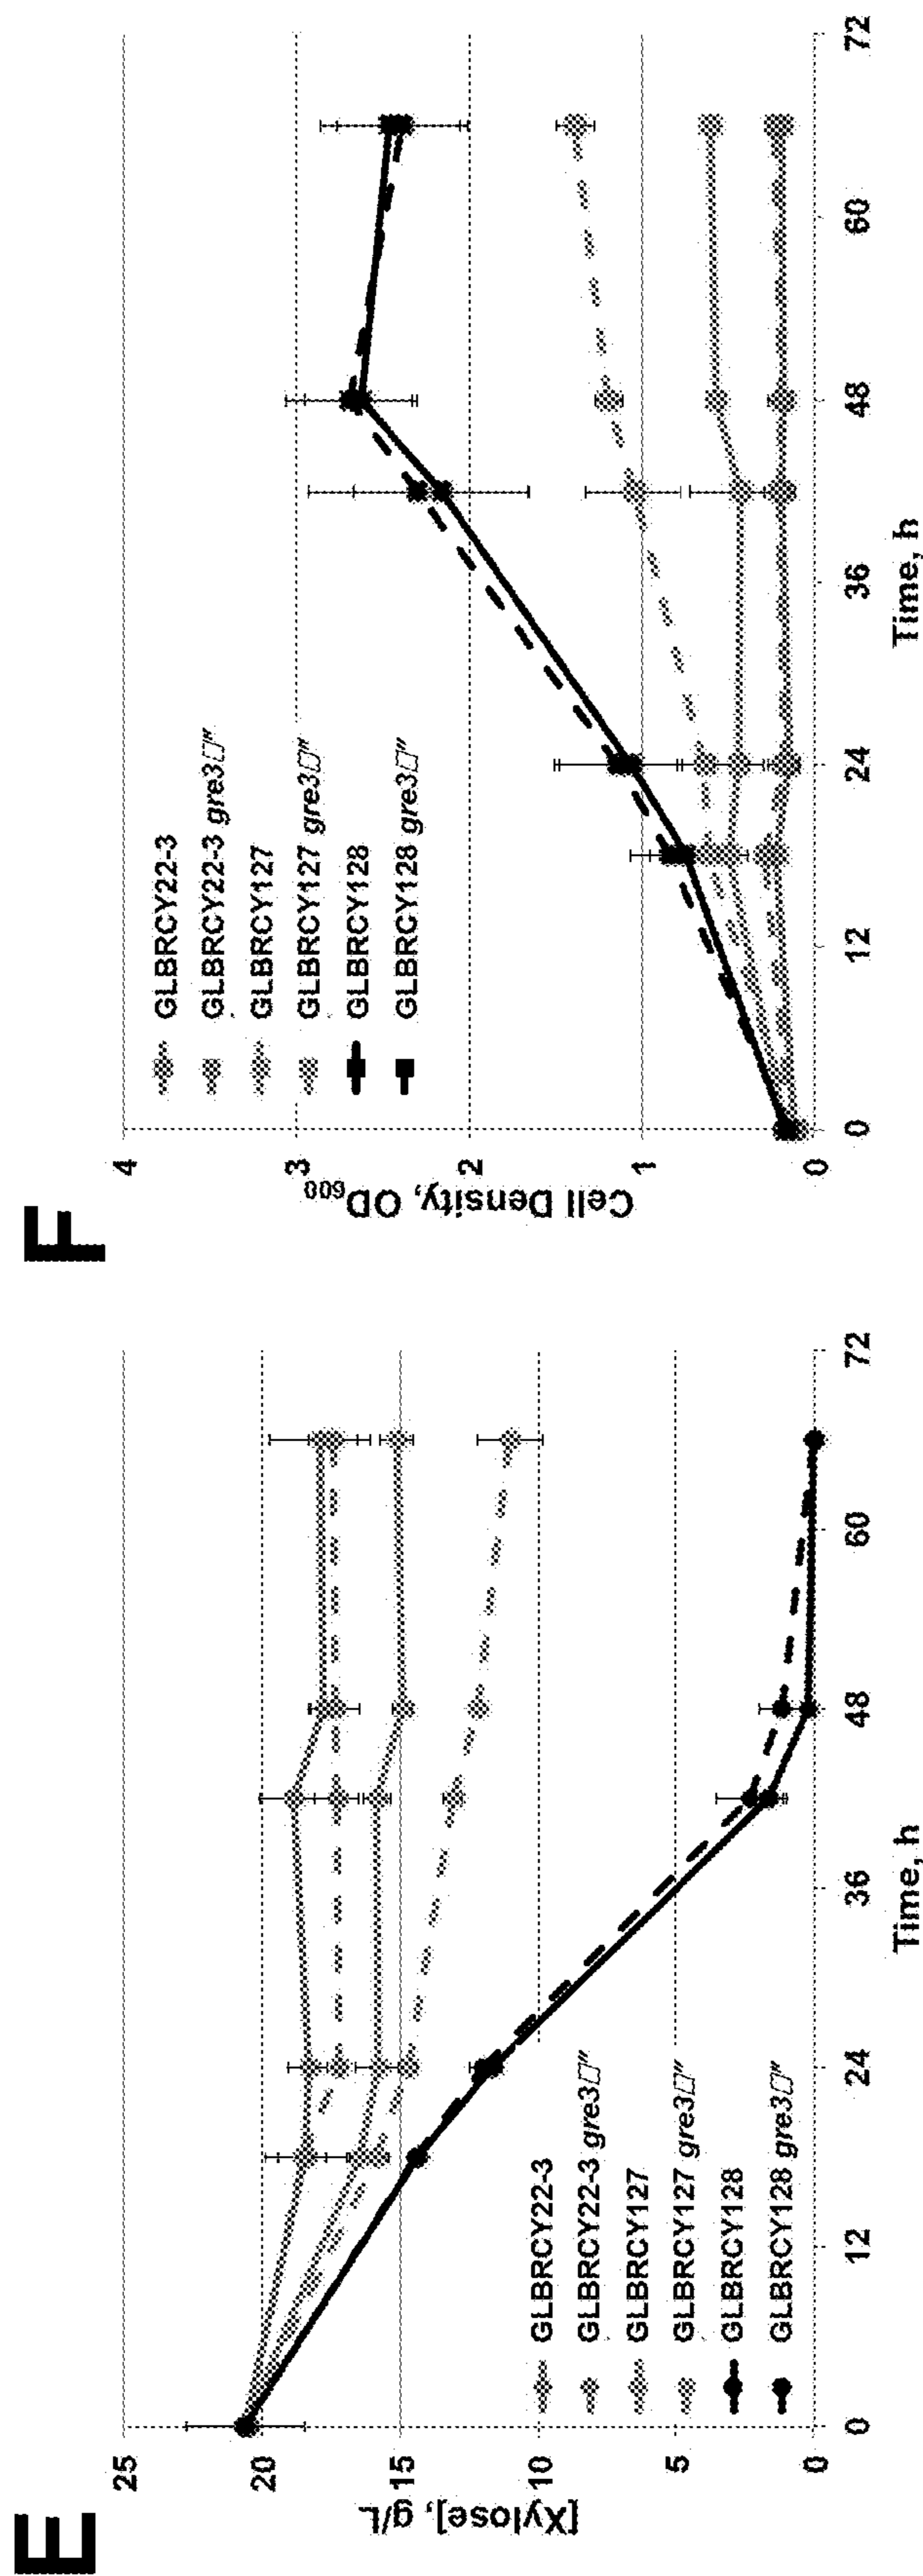 E
[Xylose], g/L
25
20
15
10
5
0
GLBRCY22-3
GLBRCY22-3 gre3□"
GLBRCY127
GLBRCY127 gre3□"
GLBRCY128
GLBRCY128 gre3□"
0 12 24 36 48 60 72
Time, h
F
Cell Density, OD600
4
3
2
1
0
GLBRCY22-3
GLBRCY22-3 gre3□"
GLBRCY127
GLBRCY127 gre3□"
GLBRCY128
GLBRCY128 gre3□"
0 12 24 36 48 60 72
Time, h